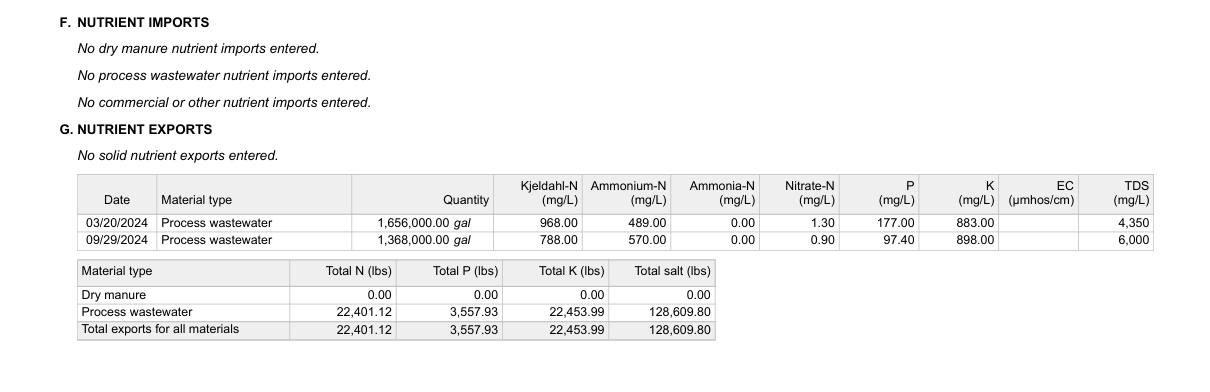 F. NUTRIENT IMPORTS
No dry manure nutrient imports entered.
No process wastewater nutrient imports entered.
No commercial or other nutrient imports entered.
G. NUTRIENT EXPORTS
No solid nutrient exports entered.
Date Material type Quantity Kjeldahl-N (mg/L) Ammonium-N (mg/L) Ammonia-N (mg/L) Nitrate-N (mg/L) P (mg/L) K (mg/L) EC (µmhos/cm) TDS (mg/L)
03/20/2024 Process wastewater 1,656,000.00 gal 968.00 489.00 0.00 1.30 177.00 883.00 4,350
09/29/2024 Process wastewater 1,368,000.00 gal 788.00 570.00 0.00 0.90 97.40 898.00 6,000
Material type Total N (lbs) Total P (lbs) Total K (lbs) Total salt (lbs)
Dry manure 0.00 0.00 0.00 0.00
Process wastewater 22,401.12 3,557.93 22,453.99 128,609.80
Total exports for all materials 22,401.12 3,557.93 22,453.99 128,609.80